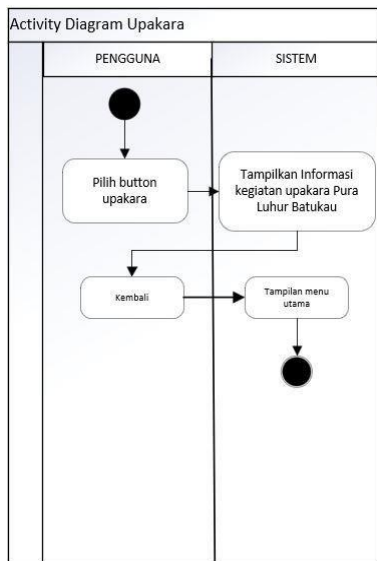 Activity Diagram Upakara
PENGGUNA
SISTEM
Pilih button
upakara
Tampilkan Informasi
kegiatan upakara Pura
Luhur Batukau
Kembali
Tampilan menu
utama